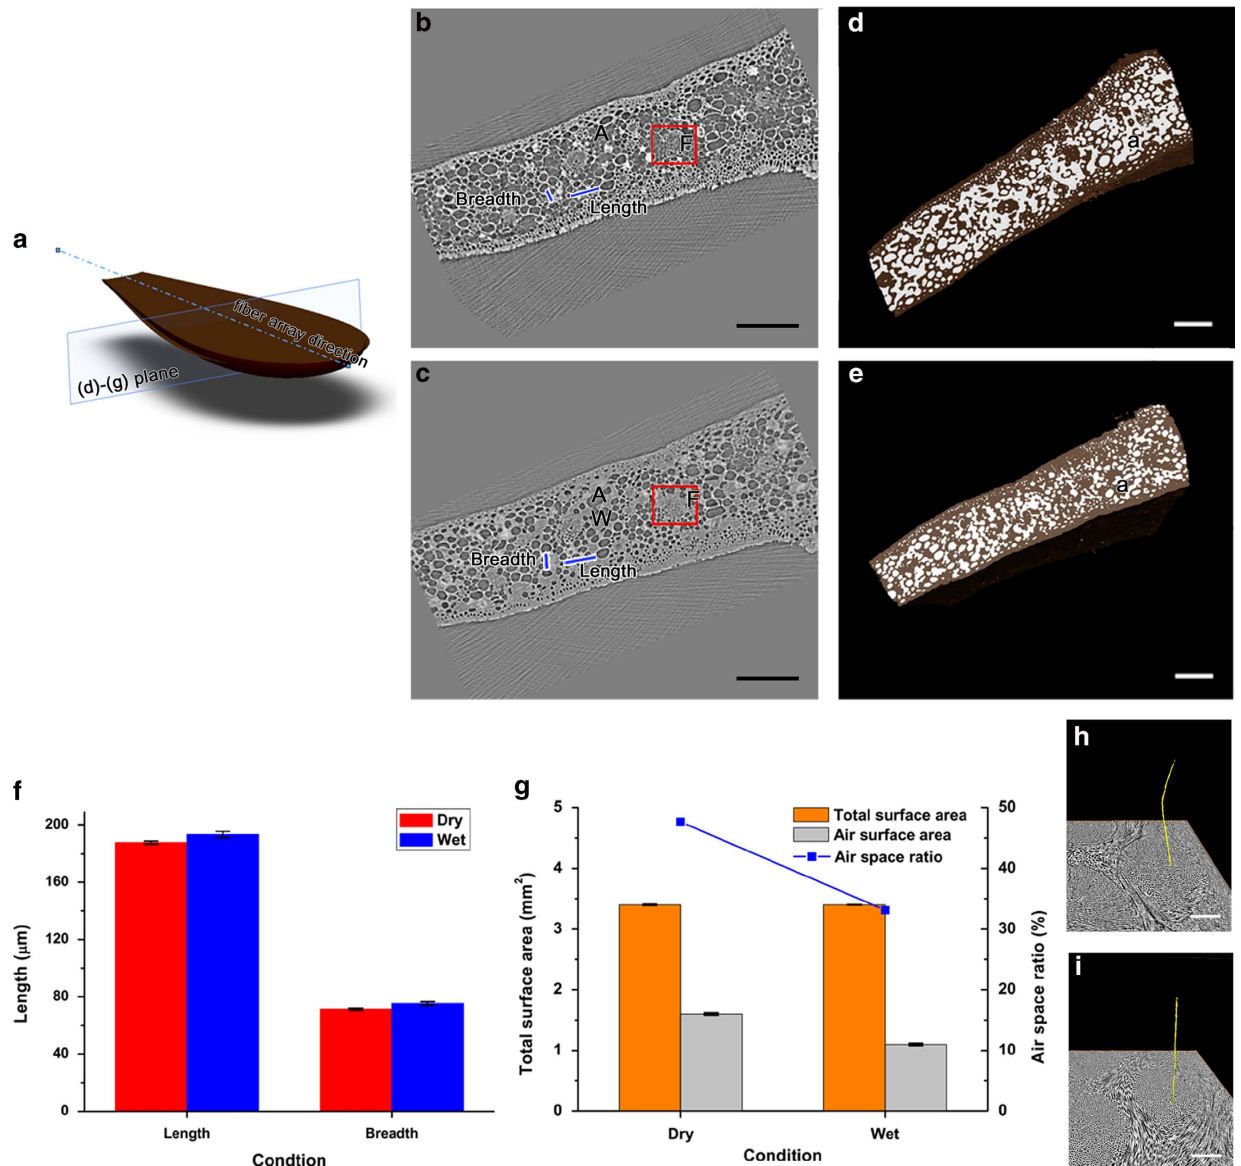 a
fiber array direction
(d)-(g) plane
b
A
F
Breadth
Length
c
A
F
W
Breadth
Length
d
a
e
a
f
Dry
Wet
Length (μm)
200
160
120
80
40
0
Length
Breadth
Condtion
g
Total surface area
Air surface area
Air space ratio
Total surface area (mm²)
5
4
3
2
1
0
Air space ratio (%)
50
40
30
20
10
0
Dry
Wet
Condition
h
i